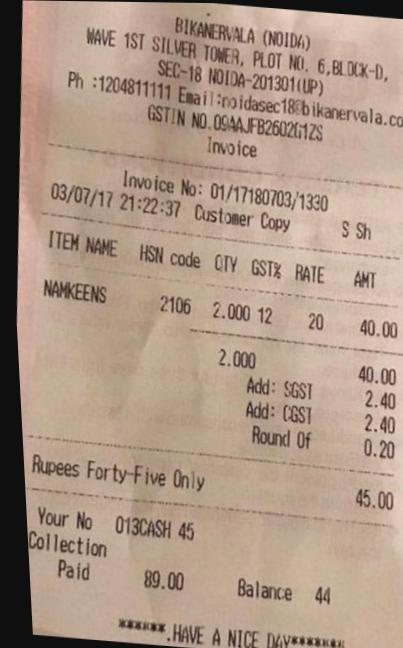 BIKANERVALA (NOIDA)
WAVE 1ST SILVER TOWER, PLOT NO. 6,BLOCK-D,
SEC-18 NOIDA-201301(UP)
Ph :1204811111 Email:noidasec18@bikanervala.co
GSTIN NO.09AAJFB2602G1ZS
Invoice
Invoice No: 01/17180703/1330
03/07/17 21:22:37 Customer Copy S Sh
ITEM NAME HSN code QTY GST% RATE AMT
NAMKEENS 2106 2.000 12 20 40.00
2.000 40.00
Add: SGST 2.40
Add: CGST 2.40
Round Of 0.20
Rupees Forty-Five Only 45.00
Your No 013CASH 45
Collection
Paid 89.00 Balance 44
******.HAVE A NICE DAY*******